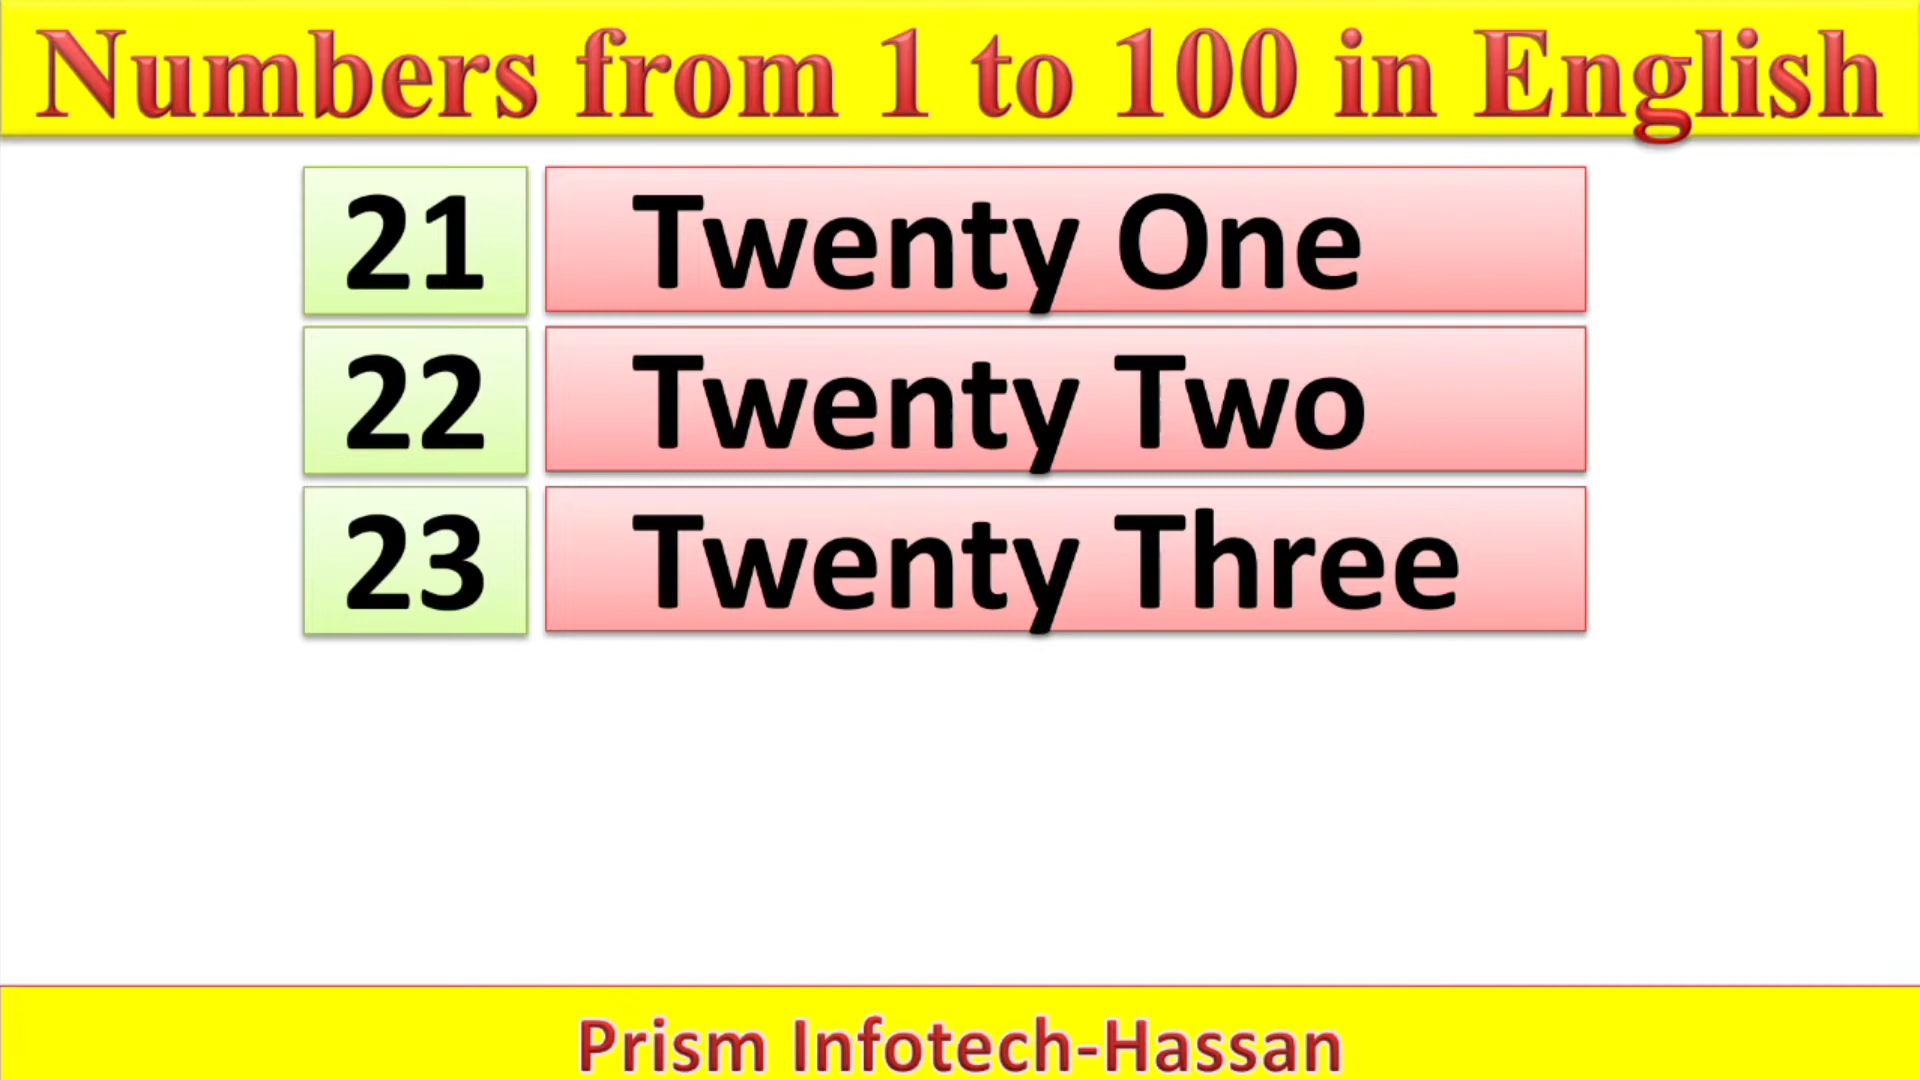 Numbers from 1 to 100 in English
21 Twenty One
22 Twenty Two
23 Twenty Three
Prism Infotech-Hassan